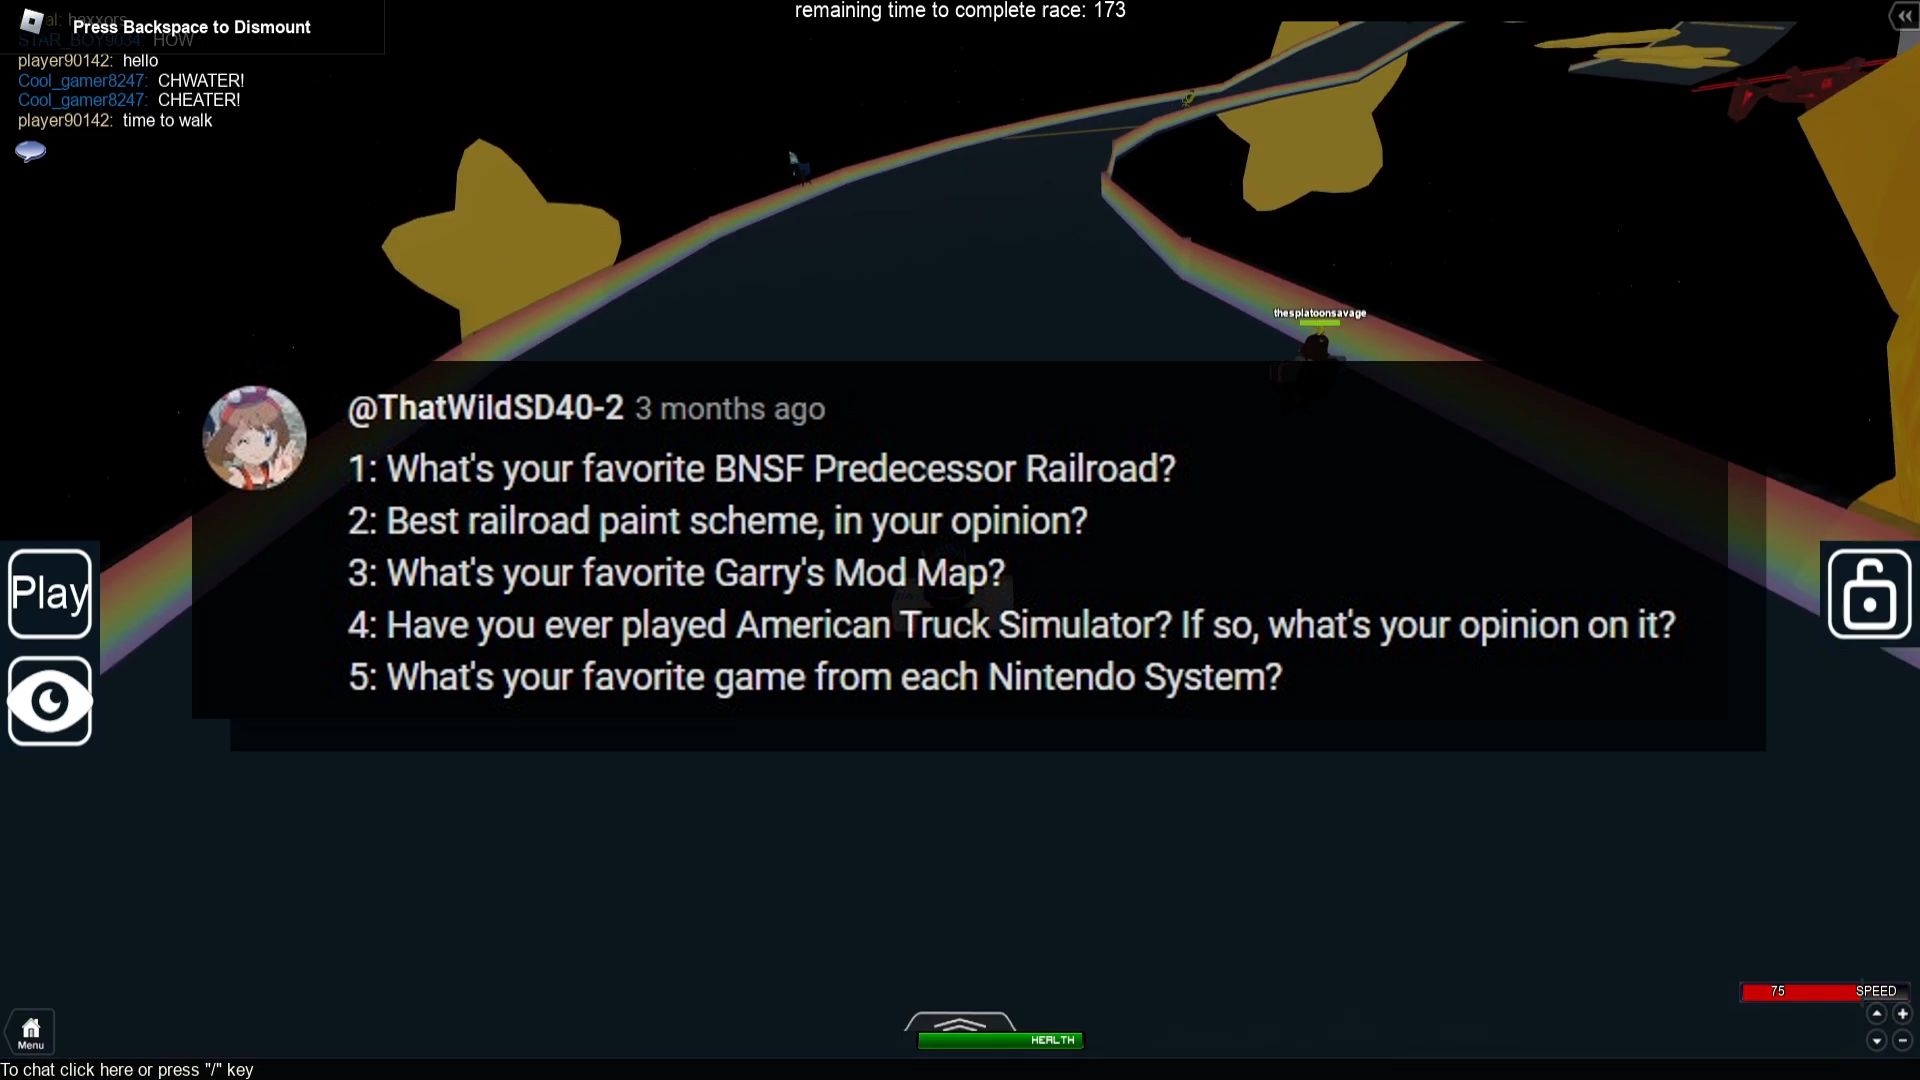 remaining time to complete race: 173
Press Backspace to Dismount
HOW
player90142: hello
Cool_gamer8247: CHWATER!
Cool_gamer8247: CHEATER!
player90142: time to walk
thesplatoonsavage
@ThatWildSD40-2 3 months ago
1: What's your favorite BNSF Predecessor Railroad?
2: Best railroad paint scheme, in your opinion?
3: What's your favorite Garry's Mod Map?
4: Have you ever played American Truck Simulator? If so, what's your opinion on it?
5: What's your favorite game from each Nintendo System?
Play
75 SPEED
HEALTH
Menu
To chat click here or press "/" key